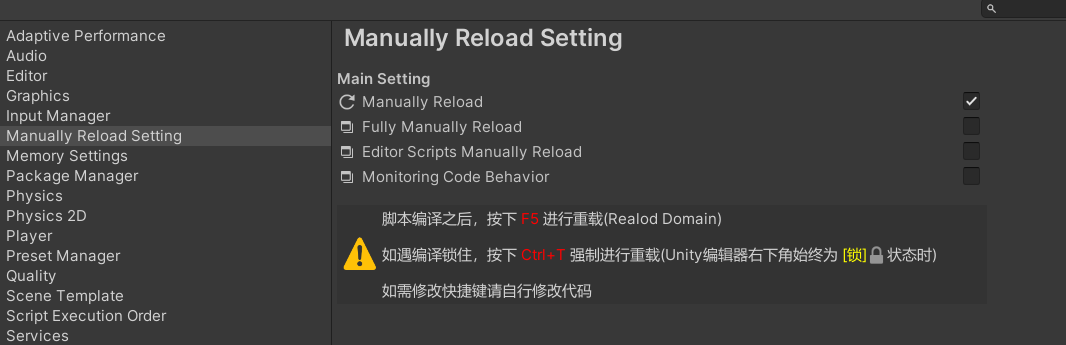 Adaptive Performance
Audio
Editor
Graphics
Input Manager
Manually Reload Setting
Memory Settings
Package Manager
Physics
Physics 2D
Player
Preset Manager
Quality
Scene Template
Script Execution Order
Services
Manually Reload Setting
Main Setting
Manually Reload
Fully Manually Reload
Editor Scripts Manually Reload
Monitoring Code Behavior
脚本编译之后，按下 F5 进行重载(Realod Domain)
如遇编译锁住，按下 Ctrl+T 强制进行重载(Unity编辑器右下角始终为 [锁] 状态时)
如需修改快捷键请自行修改代码